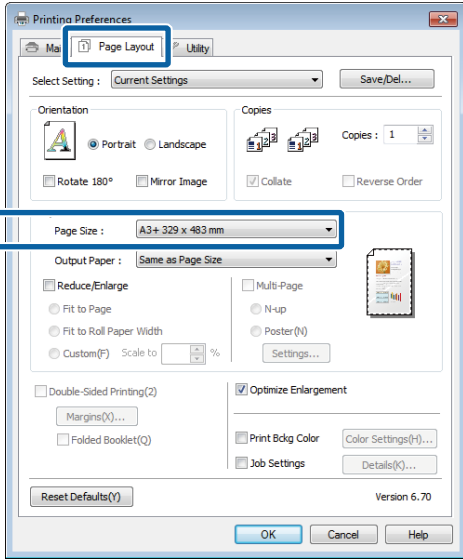 Printing Preferences
Page Layout Utility
Select Setting : Current Settings Save/Del...
Orientation Copies
Portrait Landscape Copies : 1
Rotate 180° Mirror Image Collate Reverse Order
Page Size : A3+ 329 x 483 mm
Output Paper : Same as Page Size
Reduce/Enlarge Multi-Page
Fit to Page N-up
Fit to Roll Paper Width Poster(N)
Custom(F) Scale to % Settings...
Double-Sided Printing(2) Optimize Enlargement
Margins(X)...
Folded Booklet(Q) Print Bckg Color Color Settings(H)...
Job Settings Details(K)...
Reset Defaults(Y) Version 6.70
OK Cancel Help